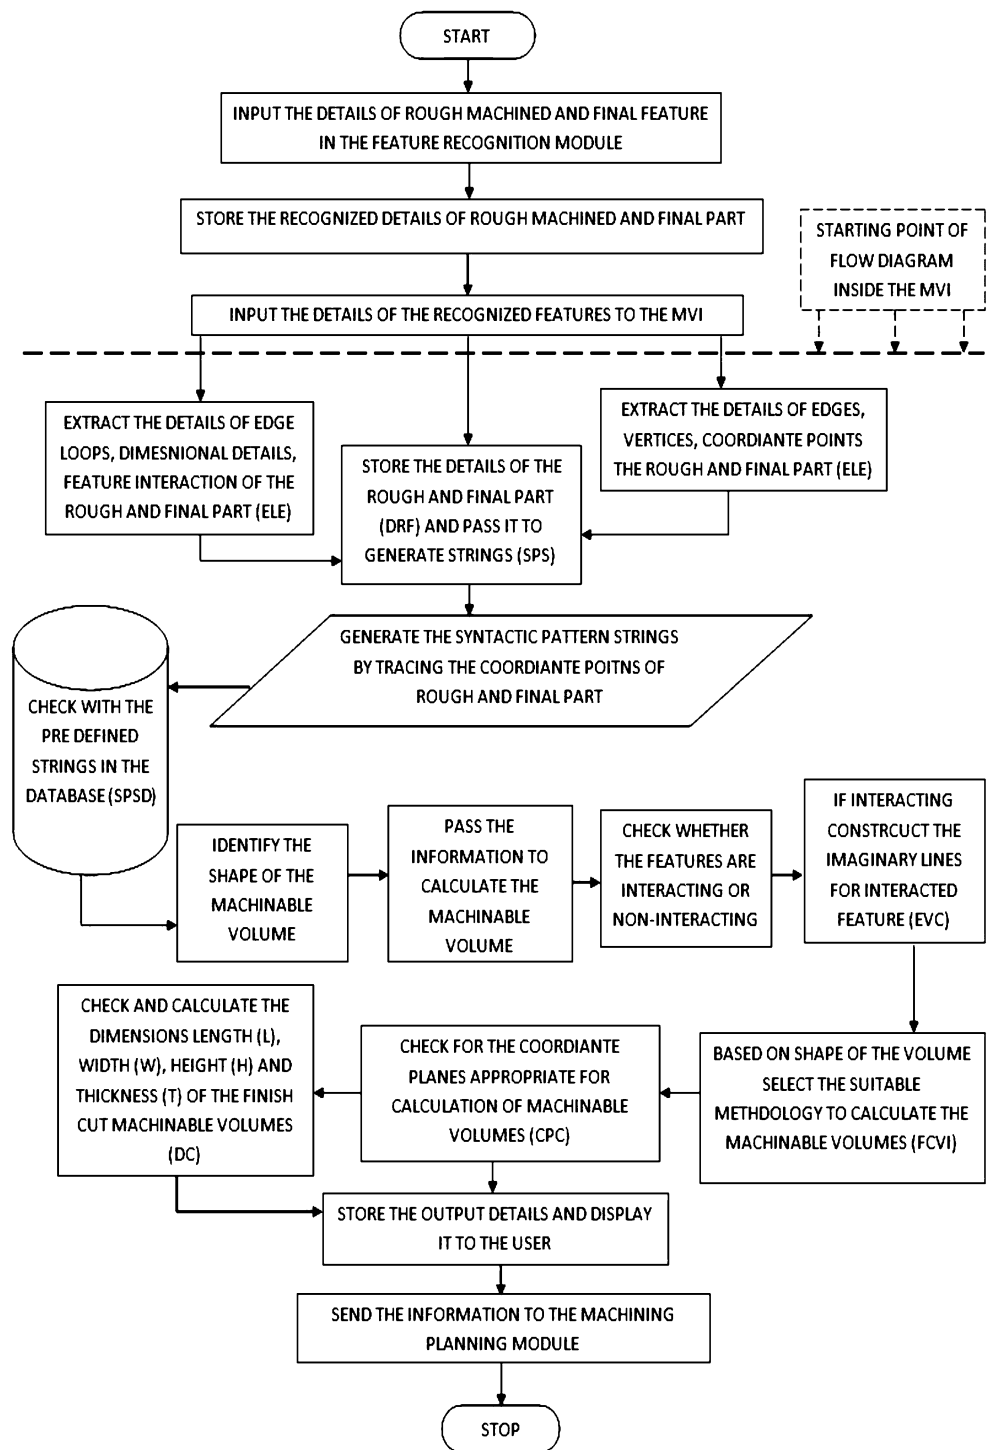 START
INPUT THE DETAILS OF ROUGH MACHINED AND FINAL FEATURE
IN THE FEATURE RECOGNITION MODULE
STORE THE RECOGNIZED DETAILS OF ROUGH MACHINED AND FINAL PART
STARTING POINT OF
FLOW DIAGRAM
INSIDE THE MVI
INPUT THE DETAILS OF THE RECOGNIZED FEATURES TO THE MVI
EXTRACT THE DETAILS OF EDGE
LOOPS, DIMESNIONAL DETAILS,
FEATURE INTERACTION OF THE
ROUGH AND FINAL PART (ELE)
STORE THE DETAILS OF THE
ROUGH AND FINAL PART
(DRF) AND PASS IT TO
GENERATE STRINGS (SPS)
EXTRACT THE DETAILS OF EDGES,
VERTICES, COORDIANTE POINTS
THE ROUGH AND FINAL PART (ELE)
GENERATE THE SYNTACTIC PATTERN STRINGS
BY TRACING THE COORDIANTE POITNS OF
ROUGH AND FINAL PART
CHECK WITH THE
PRE DEFINED
STRINGS IN THE
DATABASE (SPSD)
IDENTIFY THE
SHAPE OF THE
MACHINABLE
VOLUME
PASS THE
INFORMATION TO
CALCULATE THE
MACHINABLE
VOLUME
CHECK WHETHER
THE FEATURES ARE
INTERACTING OR
NON-INTERACTING
IF INTERACTING
CONSTRCUCT THE
IMAGINARY LINES
FOR INTERACTED
FEATURE (EVC)
BASED ON SHAPE OF THE VOLUME
SELECT THE SUITABLE
METHDOLOGY TO CALCULATE THE
MACHINABLE VOLUMES (FCVI)
CHECK FOR THE COORDIANTE
PLANES APPROPRIATE FOR
CALCULATION OF MACHINABLE
VOLUMES (CPC)
CHECK AND CALCULATE THE
DIMENSIONS LENGTH (L),
WIDTH (W), HEIGHT (H) AND
THICKNESS (T) OF THE FINISH
CUT MACHINABLE VOLUMES
(DC)
STORE THE OUTPUT DETAILS AND DISPLAY
IT TO THE USER
SEND THE INFORMATION TO THE MACHINING
PLANNING MODULE
STOP